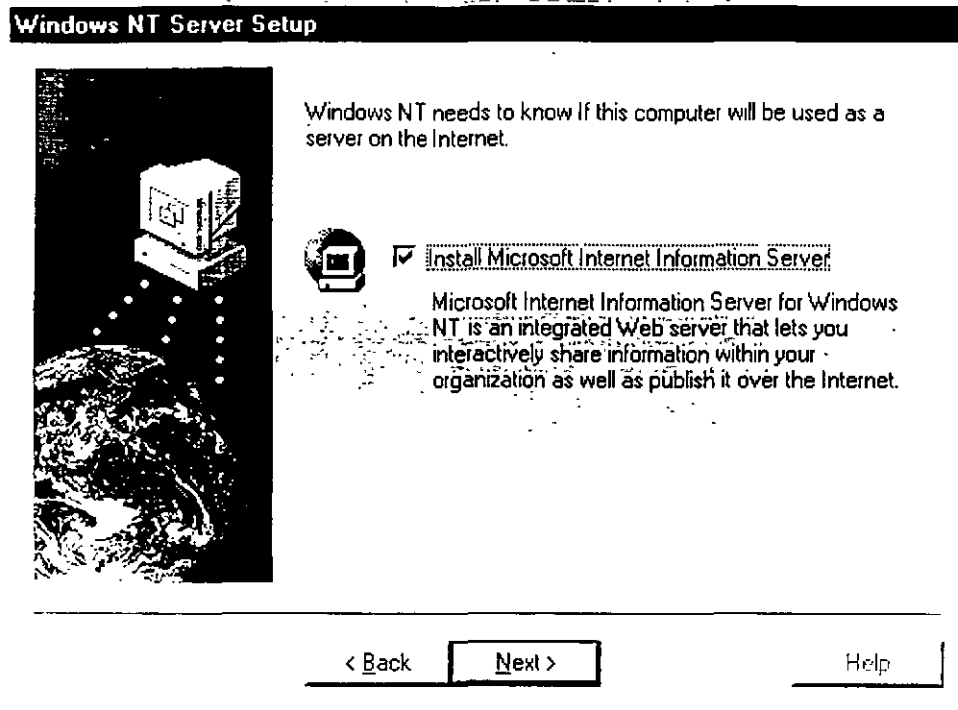 Windows NT Server Setup
Windows NT needs to know if this computer will be used as a
server on the Internet.
Install Microsoft Internet Information Server
Microsoft Internet Information Server for Windows
NT is an integrated Web server that lets you
interactively share information within your
organization as well as publish it over the Internet.
< Back
Next >
Help